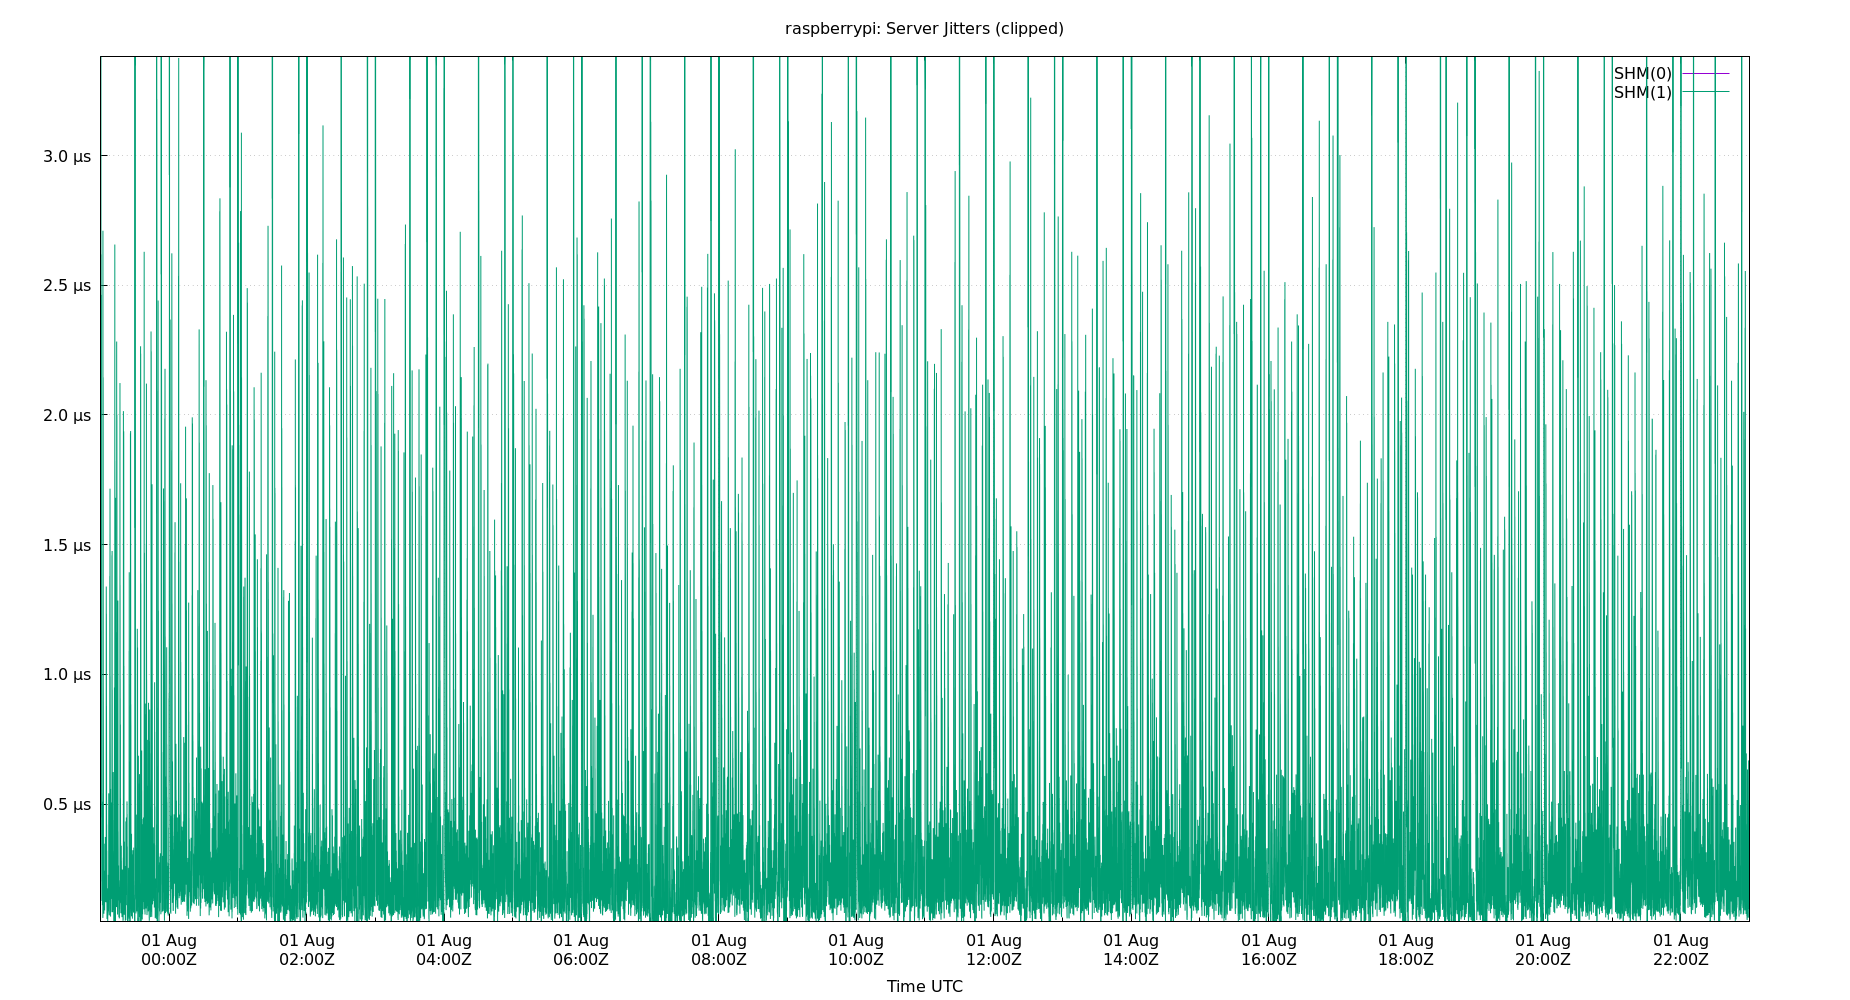 raspberrypi: Server Jitters (clipped)
SHM(0)
SHM(1)
3.0 µs
2.5 µs
2.0 µs
1.5 µs
1.0 µs
0.5 µs
01 Aug 01 Aug 01 Aug 01 Aug 01 Aug 01 Aug 01 Aug 01 Aug 01 Aug 01 Aug 01 Aug 01 Aug
00:00Z 02:00Z 04:00Z 06:00Z 08:00Z 10:00Z 12:00Z 14:00Z 16:00Z 18:00Z 20:00Z 22:00Z
Time UTC